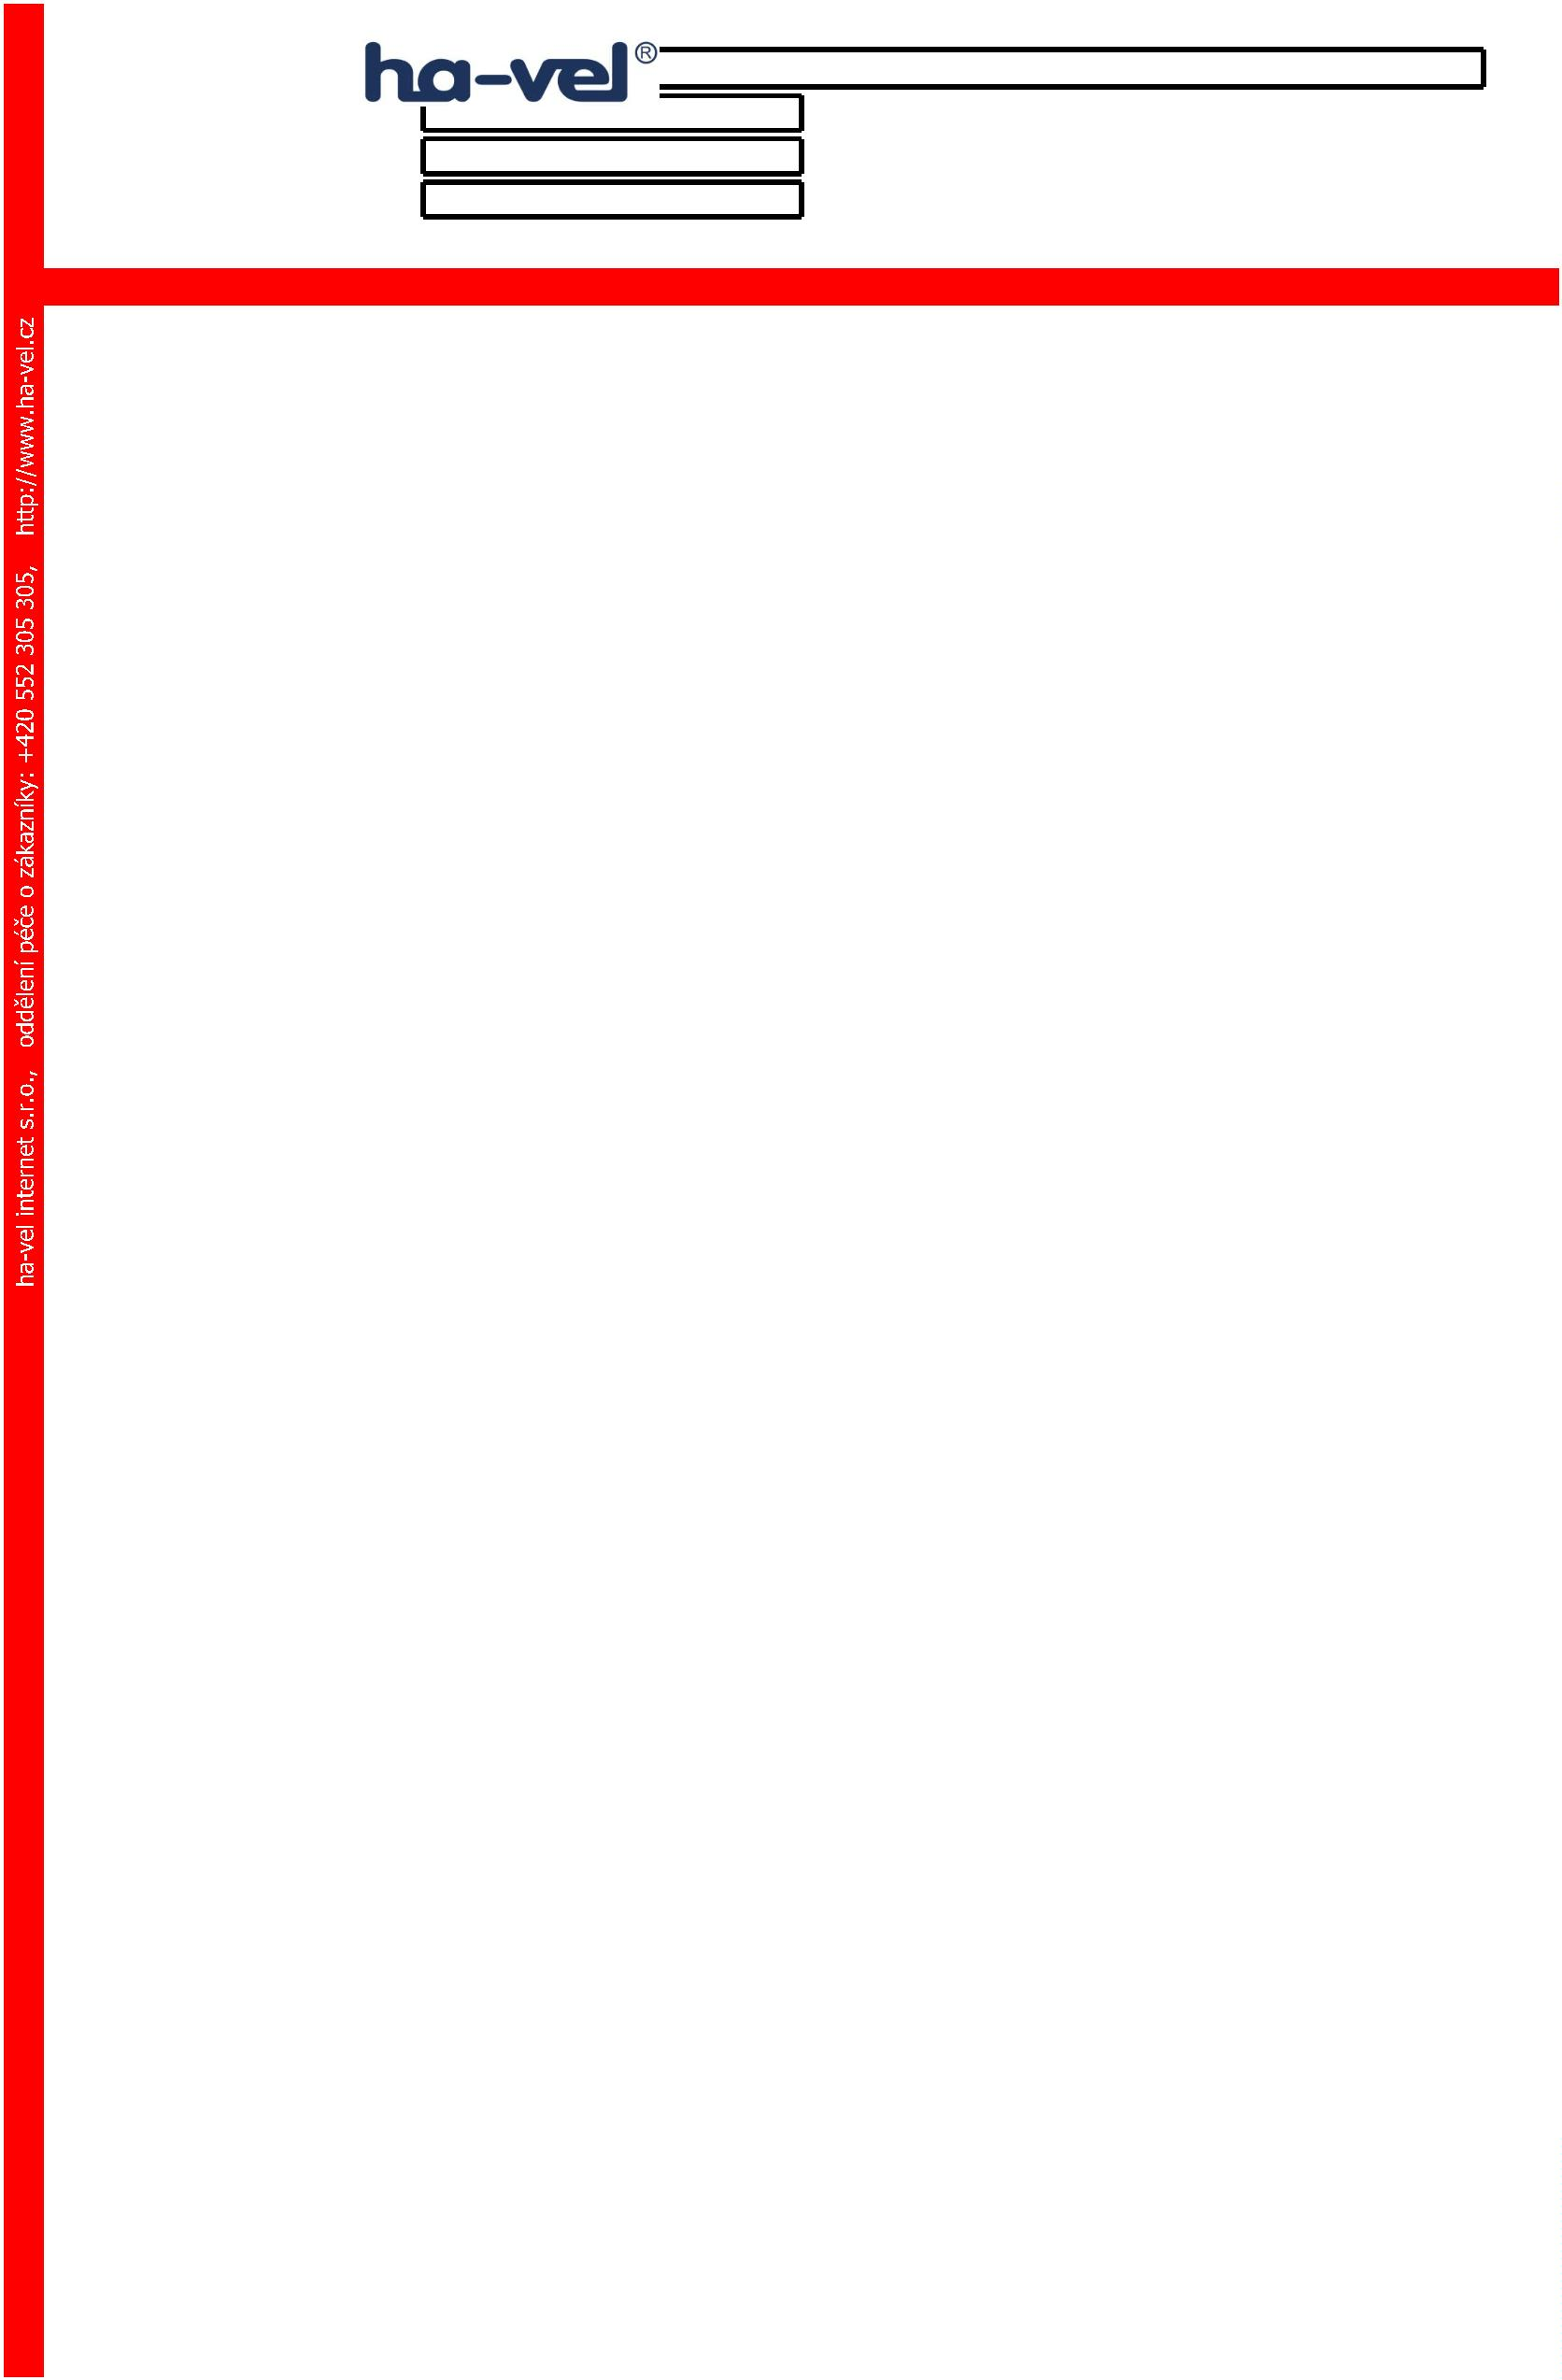 ha-vel®
ha-vel internet s.r.o., oddělení péče o zákazníky: +420 552 305 305, http://www.ha-vel.cz